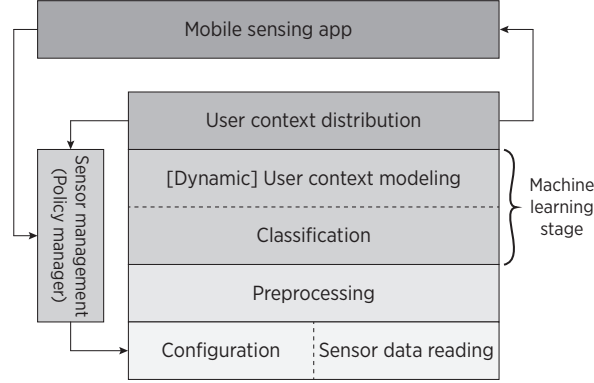 Mobile sensing app
User context distribution
Sensor management
(Policy manager)
[Dynamic] User context modeling
Machine
learning
stage
Classification
Preprocessing
Configuration
Sensor data reading